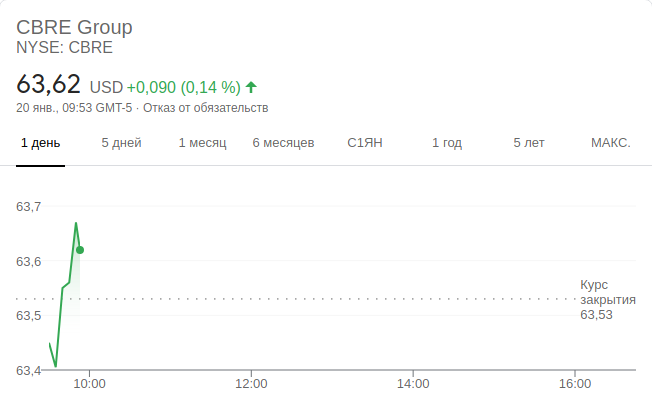 CBRE Group
NYSE: CBRE
63,62 USD +0,090 (0,14 %)
20 янв., 09:53 GMT-5 · Отказ от обязательств
1 день 5 дней 1 месяц 6 месяцев С1ЯН 1 год 5 лет МАКС.
63,7
63,6
63,5
63,4
Курс
закрытия
63,53
10:00 12:00 14:00 16:00